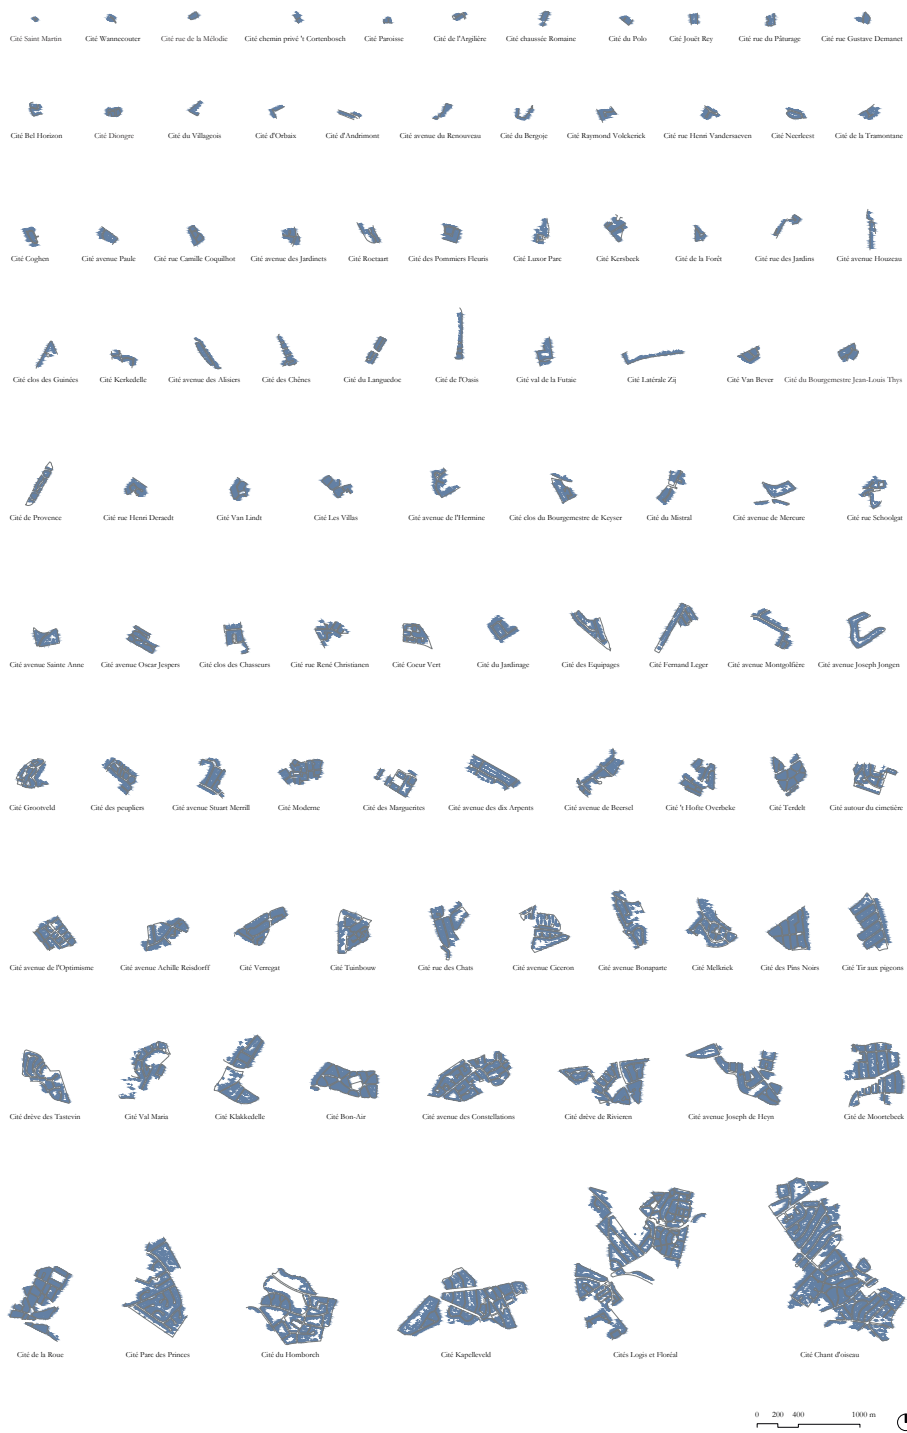 Cité Saint Martin
Cité Wannecouter
Cité rue de la Mélodie
Cité chemin privé 't Cortenbosch
Cité Paroisse
Cité de l'Argilière
Cité chaussée Romaine
Cité du Polo
Cité Jouët Rey
Cité rue du Pâturage
Cité rue Gustave Demanet
Cité Bel Horizon
Cité Diongre
Cité du Villageois
Cité d'Orbaix
Cité d'Andrimont
Cité avenue du Renouveau
Cité du Bergoje
Cité Raymond Volckerick
Cité rue Henri Vandersaeven
Cité Neerleest
Cité de la Tramontane
Cité Coghen
Cité avenue Paule
Cité rue Camille Coquilhot
Cité avenue des Jardinets
Cité Roetaart
Cité des Pommiers Fleuris
Cité Luxor Parc
Cité Kersbeek
Cité de la Forêt
Cité rue des Jardins
Cité avenue Houzeau
Cité clos des Guinées
Cité Kerkedelle
Cité avenue des Alisiers
Cité des Chênes
Cité du Languedoc
Cité de l'Oasis
Cité val de la Futaie
Cité Latérale Zij
Cité Van Bever
Cité du Bourgemestre Jean-Louis Thys
Cité de Provence
Cité rue Henri Deraedt
Cité Van Lindt
Cité Les Villas
Cité avenue de l'Hermine
Cité clos du Bourgemestre de Keyser
Cité du Mistral
Cité avenue de Mercure
Cité rue Schoolgat
Cité avenue Sainte Anne
Cité avenue Oscar Jespers
Cité clos des Chasseurs
Cité rue René Christianen
Cité Coeur Vert
Cité du Jardinage
Cité des Equipages
Cité Fernand Leger
Cité avenue Montgolfière
Cité avenue Joseph Jongen
Cité Grootveld
Cité des peupliers
Cité avenue Stuart Merrill
Cité Moderne
Cité des Marguerites
Cité avenue des dix Arpents
Cité avenue de Beersel
Cité 't Hofte Overbeke
Cité Terdelt
Cité autour du cimetière
Cité avenue de l'Optimisme
Cité avenue Achille Reisdorff
Cité Verregat
Cité Tuinbouw
Cité rue des Chats
Cité avenue Ciceron
Cité avenue Bonaparte
Cité Melkriek
Cité des Pins Noirs
Cité Tir aux pigeons
Cité drève des Tastevin
Cité Val Maria
Cité Klakkedelle
Cité Bon-Air
Cité avenue des Constellations
Cité drève de Rivieren
Cité avenue Joseph de Heyn
Cité de Moortebeek
Cité de la Roue
Cité Parc des Princes
Cité du Homborch
Cité Kapelleveld
Cités Logis et Floréal
Cité Chant d'oiseau
0 200 400 1000 m